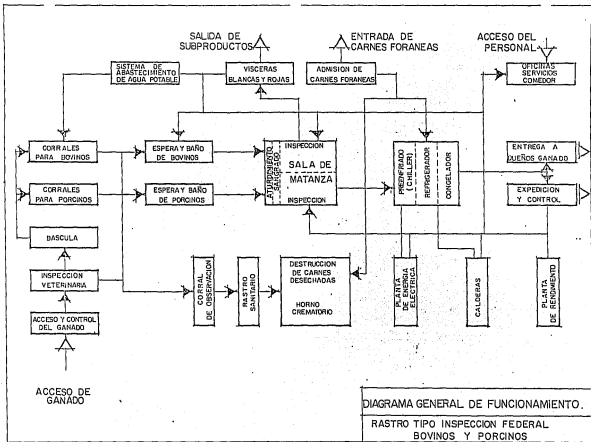 SALIDA DE
SUBPRODUCTOS
ENTRADA DE
CARNES FORANEAS
ACCESO DEL
PERSONAL
SISTEMA DE
ABASTECIMIENTO
DE AGUA POTABLE
VISCERAS
BLANCAS Y ROJAS
ADMISION DE
CARNES FORANEAS
OFICINAS
SERVICIOS
COMEDOR
CORRALES
PARA BOVINOS
ESPERA Y BAÑO
DE BOVINOS
ATURDIMIENTO
SANGRADO
INSPECCION
SALA DE
MATANZA
INSPECCION
PREENFRIADO
(CHILLER)
REFRIGERADOR
CONGELADOR
ENTREGA A
DUEÑOS GANADO
CORRALES
PARA PORCINOS
ESPERA Y BAÑO
DE PORCINOS
EXPEDICION
Y CONTROL
BASCULA
INSPECCION
VETERINARIA
ACCESO Y CONTROL
DEL GANADO
CORRAL
DE OBSERVACION
RASTRO
SANITARIO
DESTRUCCION
DE CARNES
DESECHADAS
HORNO
CREMATORIO
PLANTA
DE ENERGIA
ELECTRICA
CALDERAS
PLANTA
DE RENDIMIENTO
ACCESO DE
GANADO
DIAGRAMA GENERAL DE FUNCIONAMIENTO.
RASTRO TIPO INSPECCION FEDERAL
BOVINOS Y PORCINOS